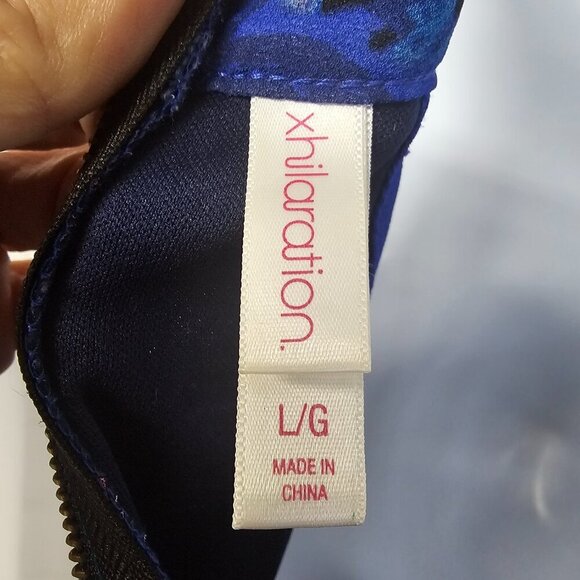 xhilaration.
L/G
MADE IN
CHINA